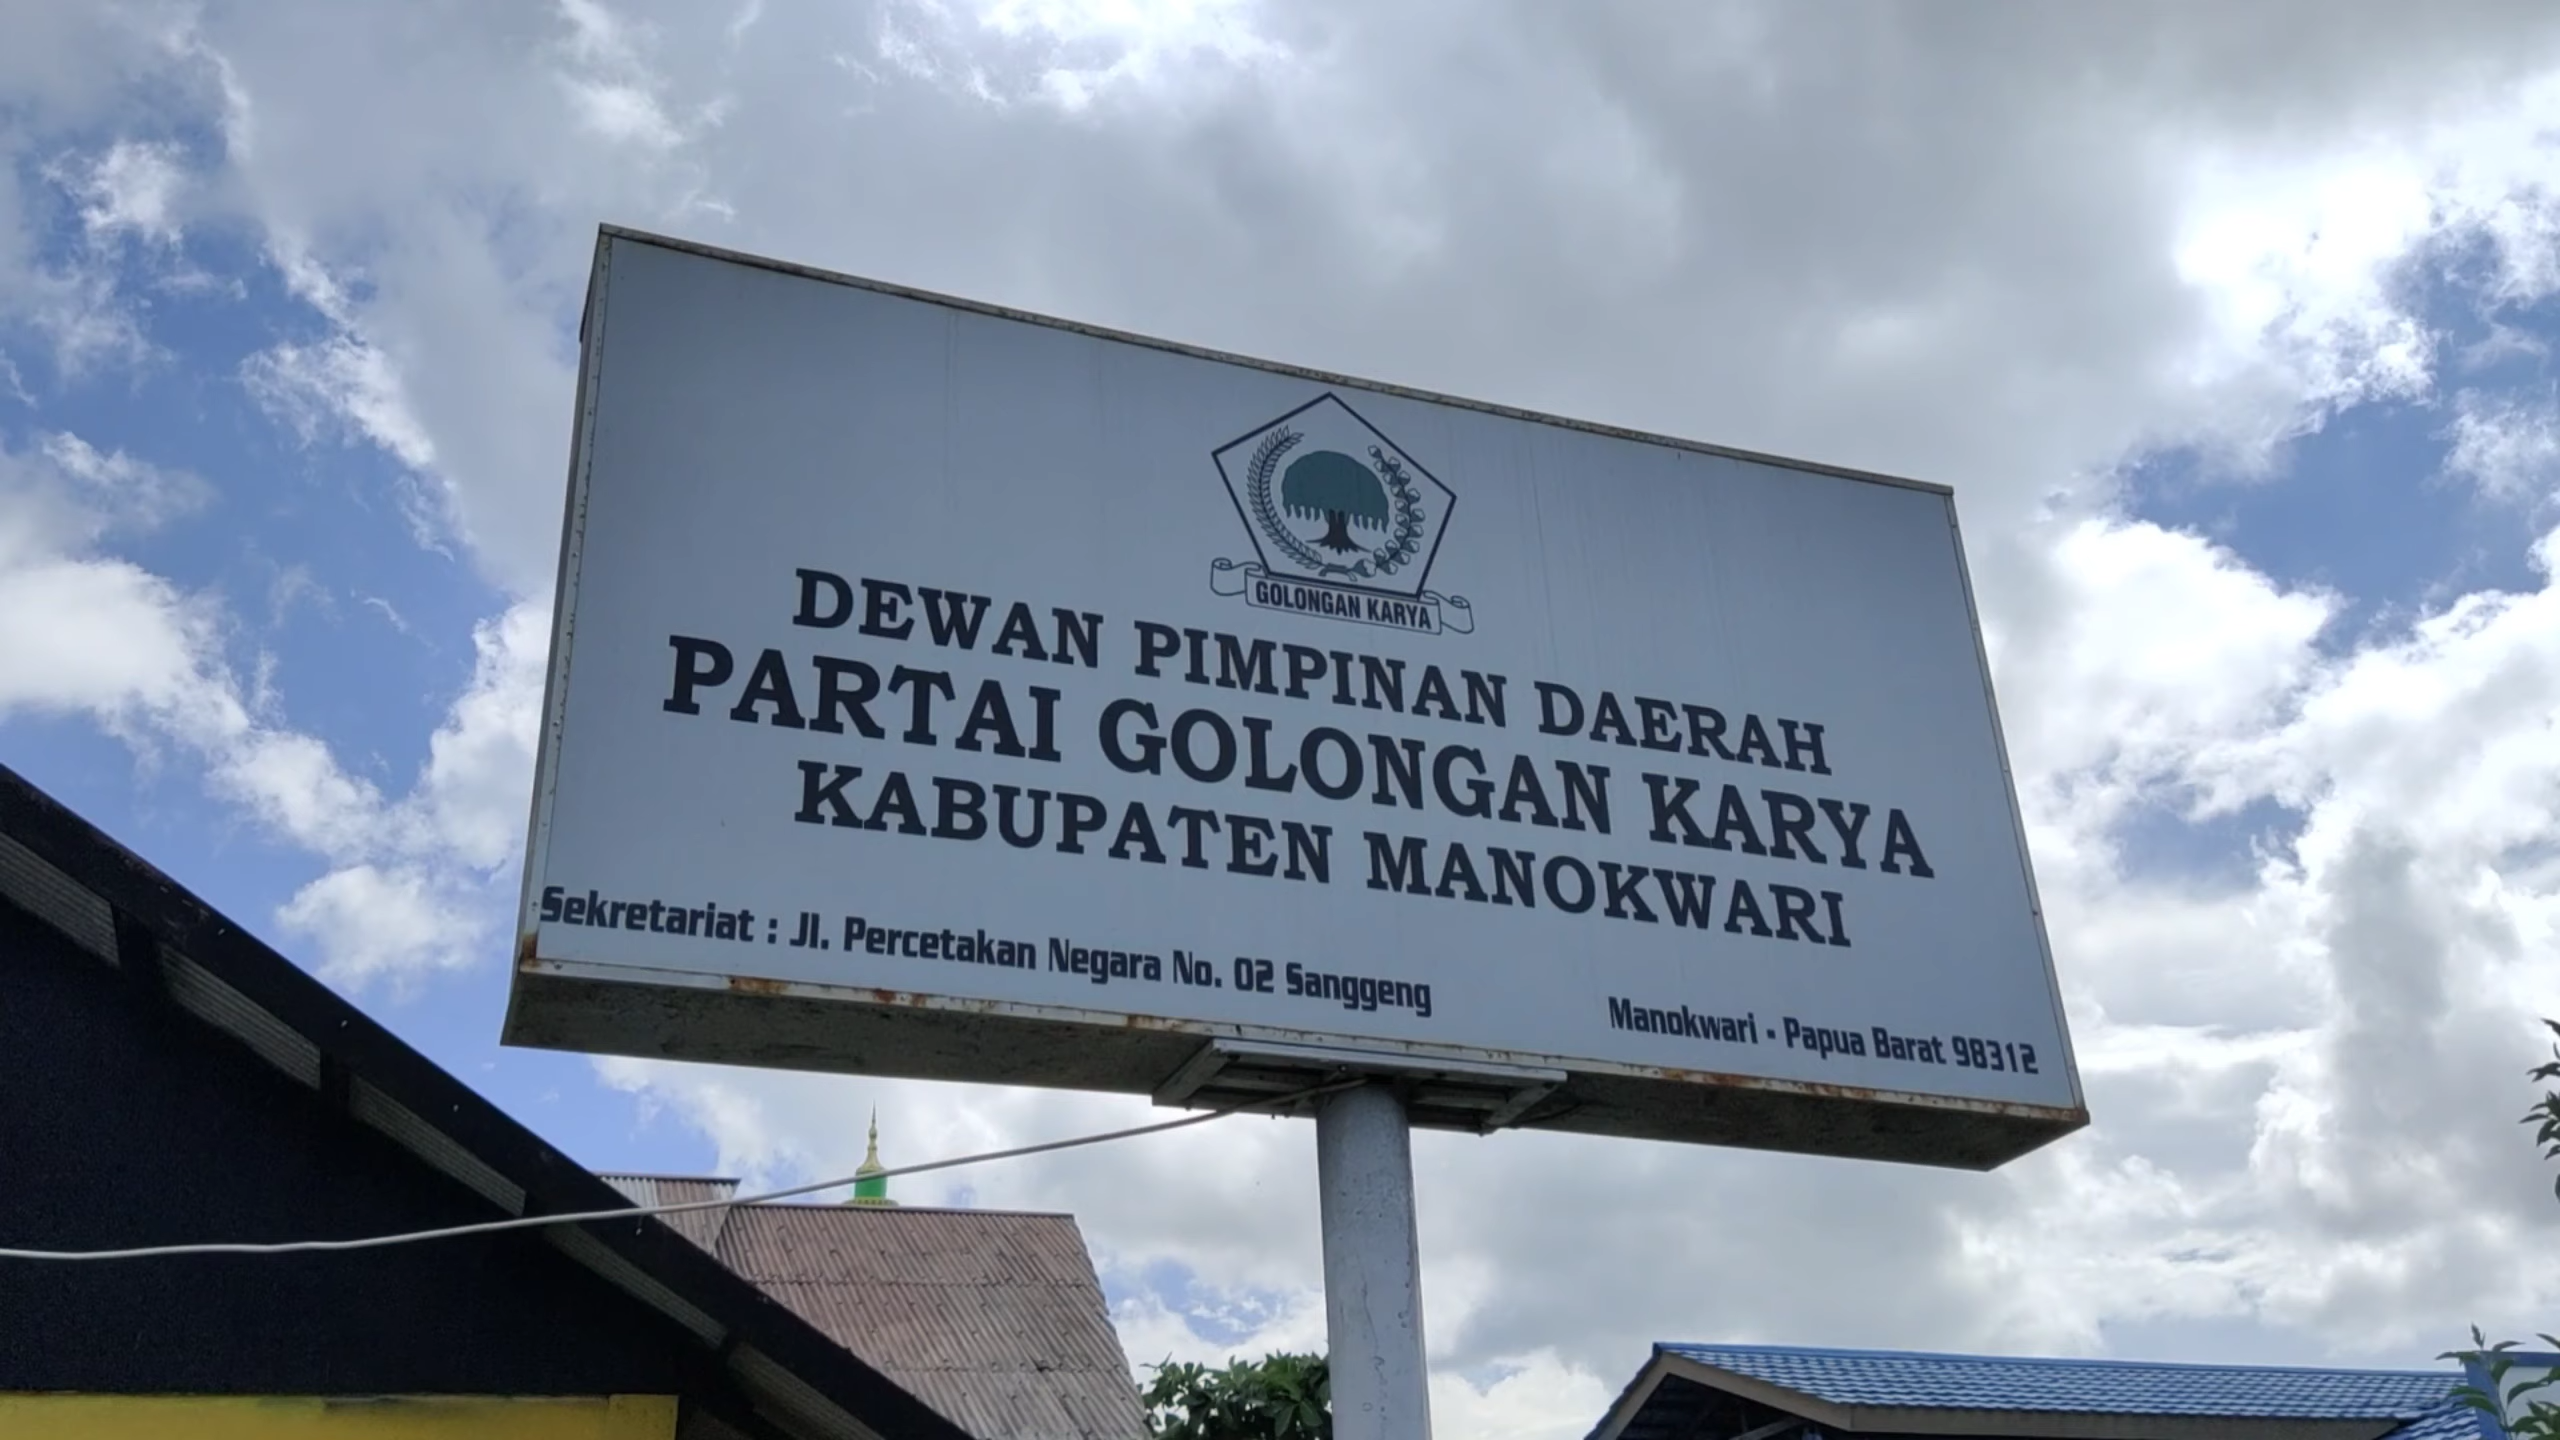 GOLONGAN KARYA
DEWAN PIMPINAN DAERAH
PARTAI GOLONGAN KARYA
KABUPATEN MANOKWARI
Sekretariat : Jl. Percetakan Negara No. 02 Sanggeng
Manokwari - Papua Barat 98312